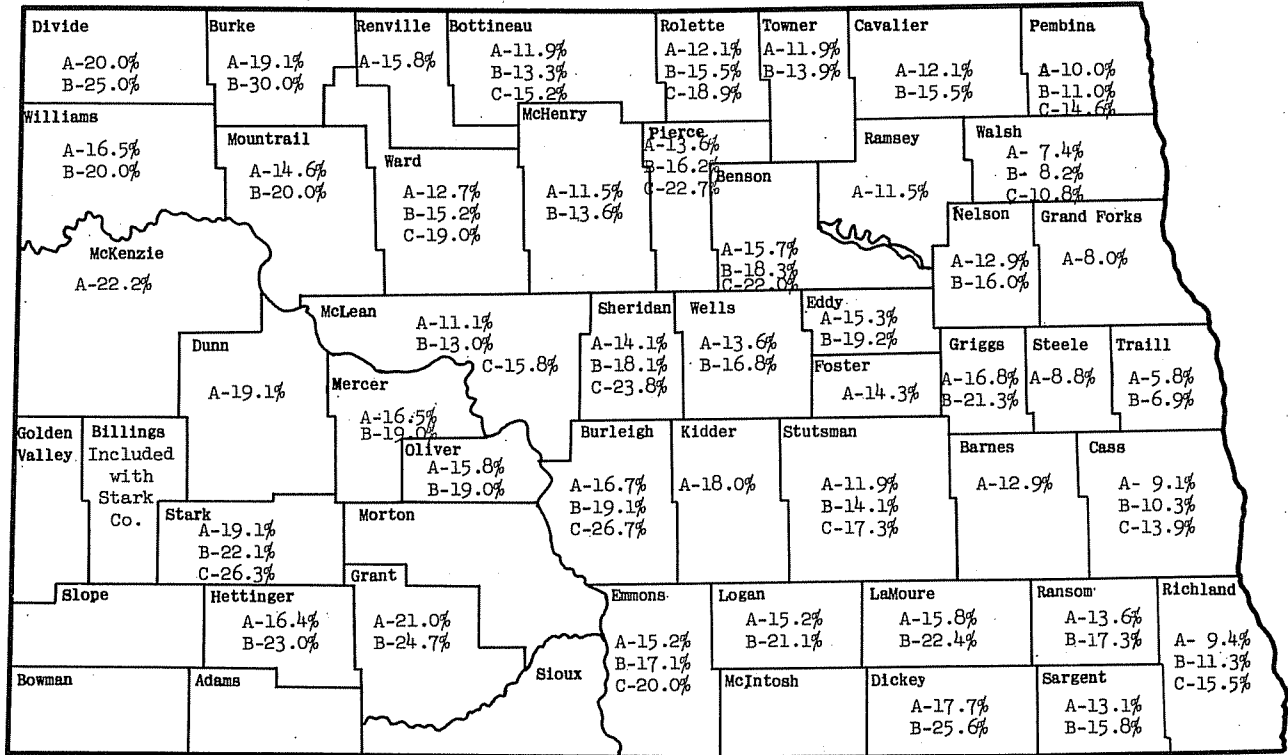 Divide
A-20.0%
B-25.0%
Burke
A-19.1%
B-30.0%
Renville
A-15.8%
Bottineau
A-11.9%
B-13.3%
C-15.2%
Rolette
A-12.1%
B-15.5%
C-18.9%
Towner
A-11.9%
B-13.9%
Cavalier
A-12.1%
B-15.5%
Pembina
A-10.0%
B-11.0%
C-14.6%
Williams
A-16.5%
B-20.0%
Mountrail
A-14.6%
B-20.0%
Ward
A-12.7%
B-15.2%
C-19.0%
McHenry
A-11.5%
B-13.6%
Pierce
A-13.6%
B-16.2%
C-22.7%
Benson
A-15.7%
B-18.3%
C-22.0%
Ramsey
A-11.5%
Walsh
A- 7.4%
B- 8.2%
C-10.8%
Nelson
A-12.9%
B-16.0%
Grand Forks
A-8.0%
McKenzie
A-22.2%
Dunn
A-19.1%
McLean
A-11.1%
B-13.0%
C-15.8%
Mercer
A-16.5%
B-19.0%
Oliver
A-15.8%
B-19.0%
Sheridan
A-14.1%
B-18.1%
C-23.8%
Wells
A-13.6%
B-16.8%
Eddy
A-15.3%
B-19.2%
Foster
A-14.3%
Griggs
A-16.8%
B-21.3%
Steele
A-8.8%
Traill
A-5.8%
B-6.9%
Golden
Valley
Billings
Included
with
Stark
Co.
Stark
A-19.1%
B-22.1%
C-26.3%
Morton
Burleigh
A-16.7%
B-19.1%
C-26.7%
Kidder
A-18.0%
Stutsman
A-11.9%
B-14.1%
C-17.3%
Barnes
A-12.9%
Cass
A- 9.1%
B-10.3%
C-13.9%
Slope
Hettinger
A-16.4%
B-23.0%
Grant
A-21.0%
B-24.7%
Sioux
Emmons
A-15.2%
B-17.1%
C-20.0%
Logan
A-15.2%
B-21.1%
LaMoure
A-15.8%
B-22.4%
Ransom
A-13.6%
B-17.3%
Richland
A- 9.4%
B-11.3%
C-15.5%
Bowman
Adams
McIntosh
Dickey
A-17.7%
B-25.6%
Sargent
A-13.1%
B-15.8%